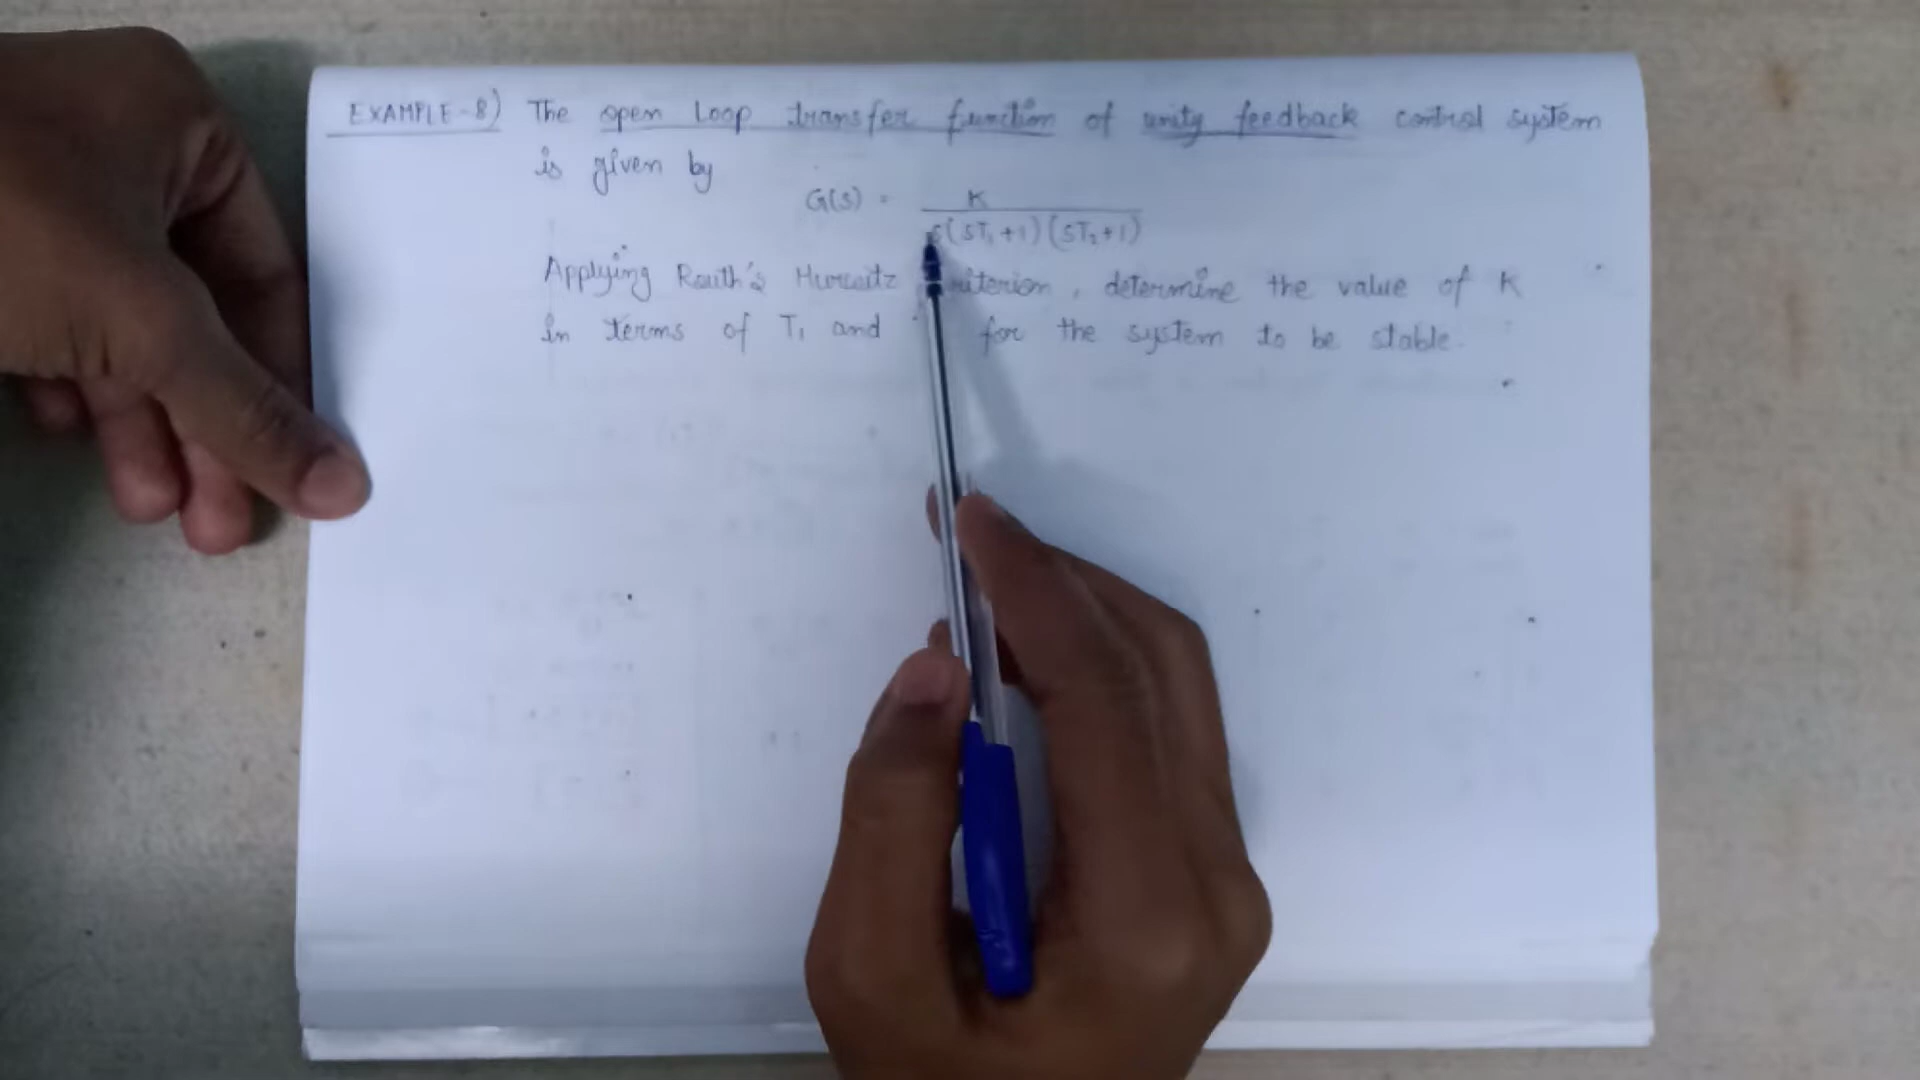 EXAMPLE-8) The open Loop transfer function of unity feedback control system
is given by
G(s) = K / s(sT₁+1)(sT₂+1)
Applying Routh's Hurwitz criterion, determine the value of K
in terms of T₁ and for the system to be stable.